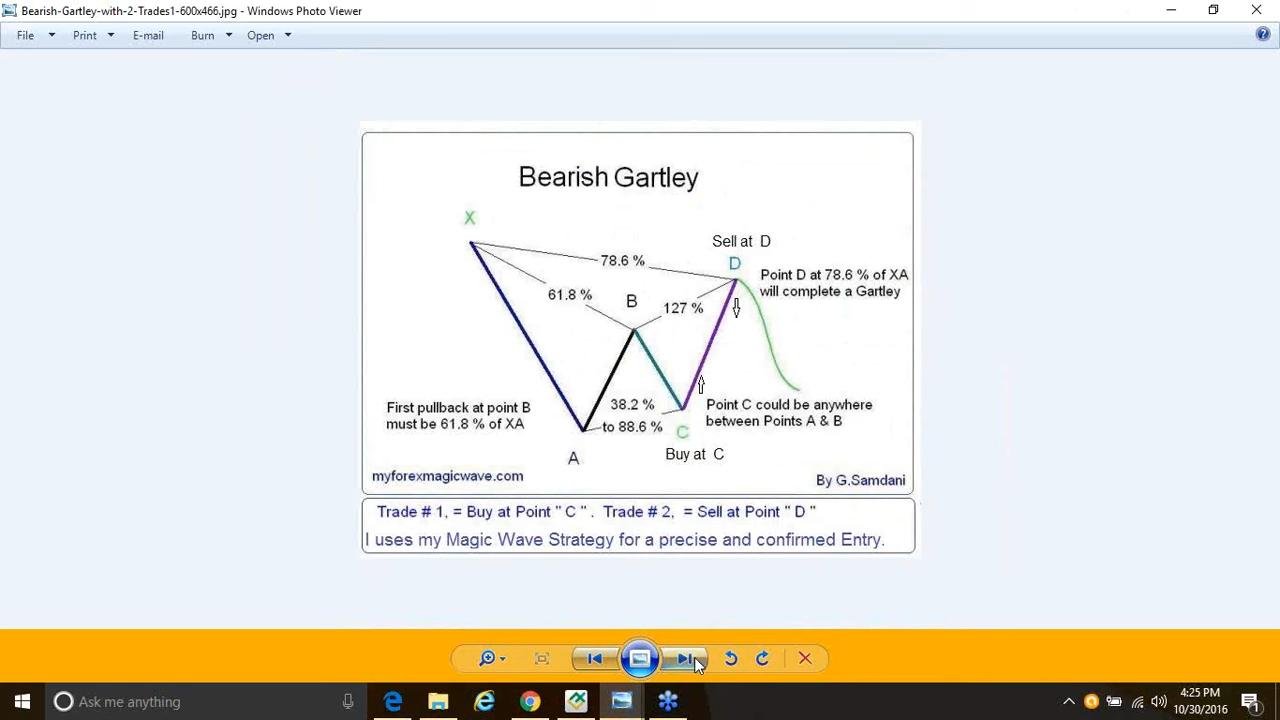 Bearish-Gartley-with-2-Trades1-600x466.jpg - Windows Photo Viewer
File Print E-mail Burn Open
Bearish Gartley
X
Sell at D
78.6 %
D
Point D at 78.6 % of XA
will complete a Gartley
61.8 %
B
127 %
First pullback at point B
must be 61.8 % of XA
38.2 %
to 88.6 %
Point C could be anywhere
between Points A & B
C
A
Buy at C
myforexmagicwave.com
By G.Samdani
Trade # 1, = Buy at Point " C " . Trade # 2, = Sell at Point " D "
I uses my Magic Wave Strategy for a precise and confirmed Entry.
Ask me anything
4:25 PM
10/30/2016
1